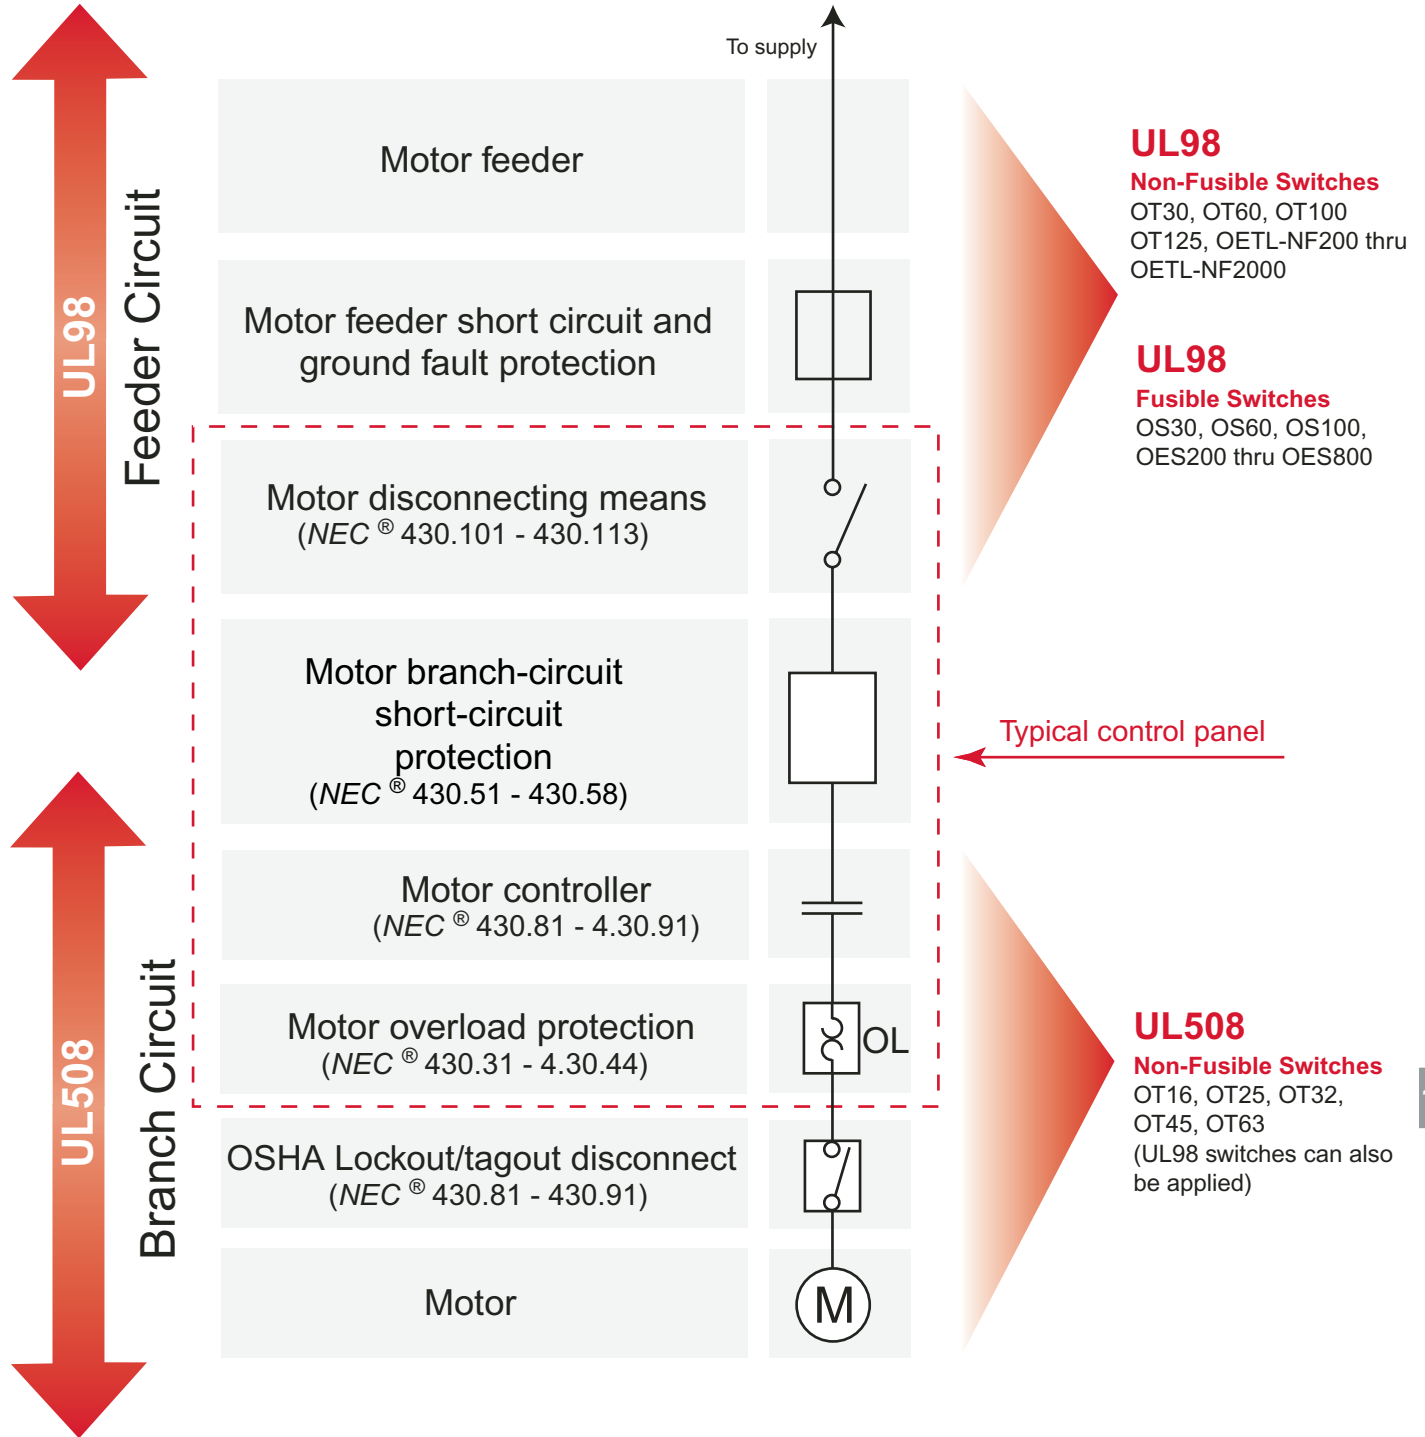 To supply
UL98
Feeder Circuit
Motor feeder
Motor feeder short circuit and
ground fault protection
Motor disconnecting means
(NEC ® 430.101 - 430.113)
Motor branch-circuit
short-circuit
protection
(NEC ® 430.51 - 430.58)
UL508
Branch Circuit
Motor controller
(NEC ® 430.81 - 4.30.91)
Motor overload protection
(NEC ® 430.31 - 4.30.44)
OL
OSHA Lockout/tagout disconnect
(NEC ® 430.81 - 430.91)
Motor
M
UL98
Non-Fusible Switches
OT30, OT60, OT100
OT125, OETL-NF200 thru
OETL-NF2000
UL98
Fusible Switches
OS30, OS60, OS100,
OES200 thru OES800
Typical control panel
UL508
Non-Fusible Switches
OT16, OT25, OT32,
OT45, OT63
(UL98 switches can also
be applied)